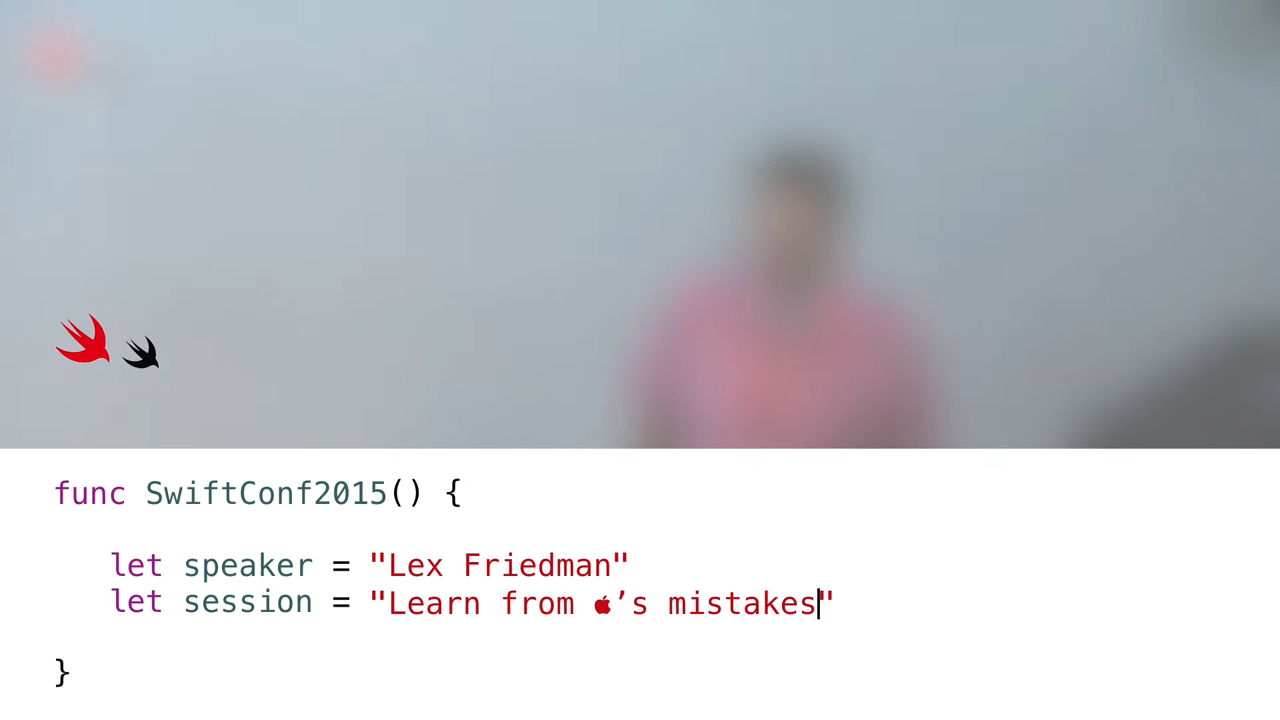 func SwiftConf2015() {
let speaker = "Lex Friedman"
let session = "Learn from 's mistakes"
}